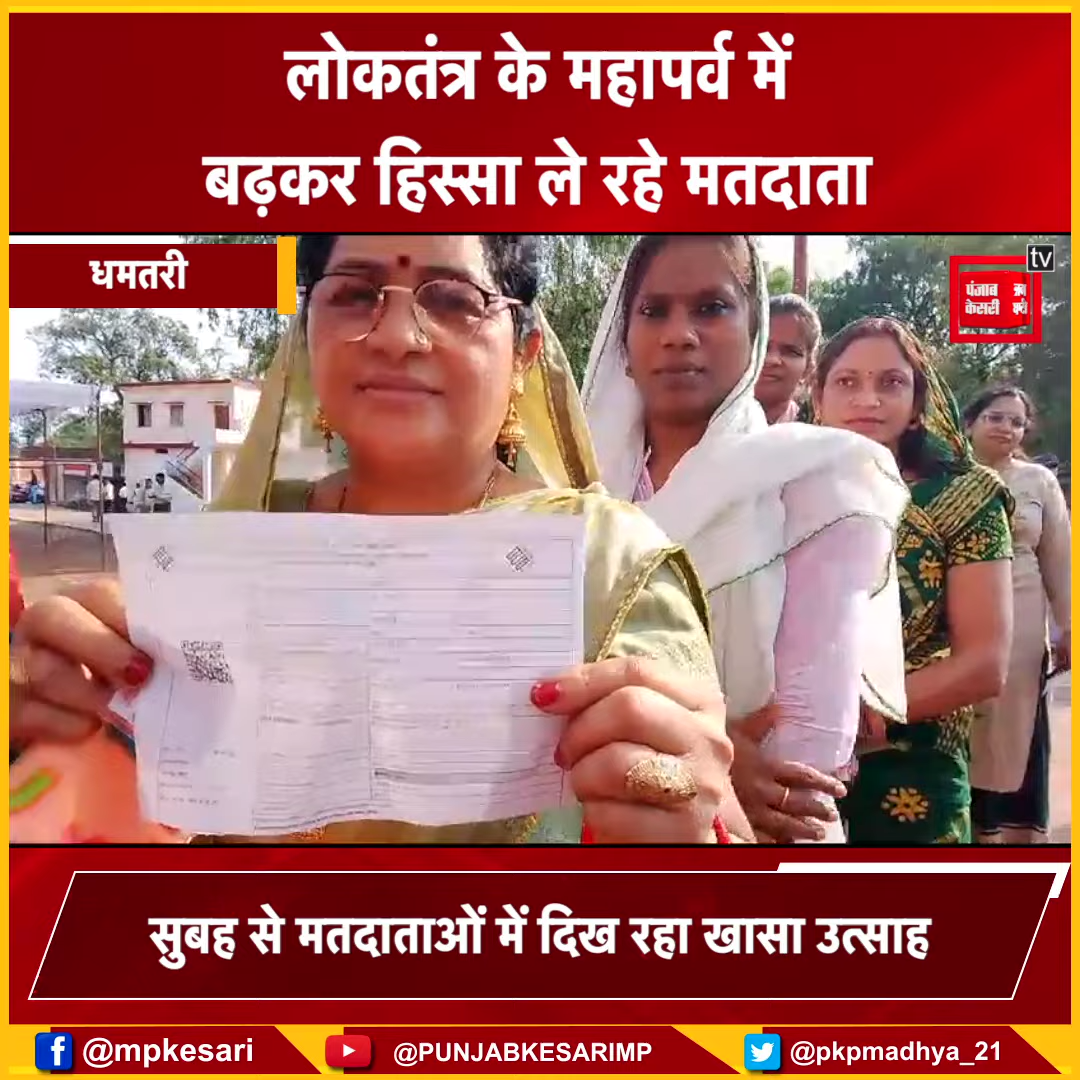 लोकतंत्र के महापर्व में
बढ़कर हिस्सा ले रहे मतदाता
धमतरी
tv
पंजाब
केसरी
सुबह से मतदाताओं में दिख रहा खासा उत्साह
@mpkesari
@PUNJABKESARIMP
@pkpmadhya_21